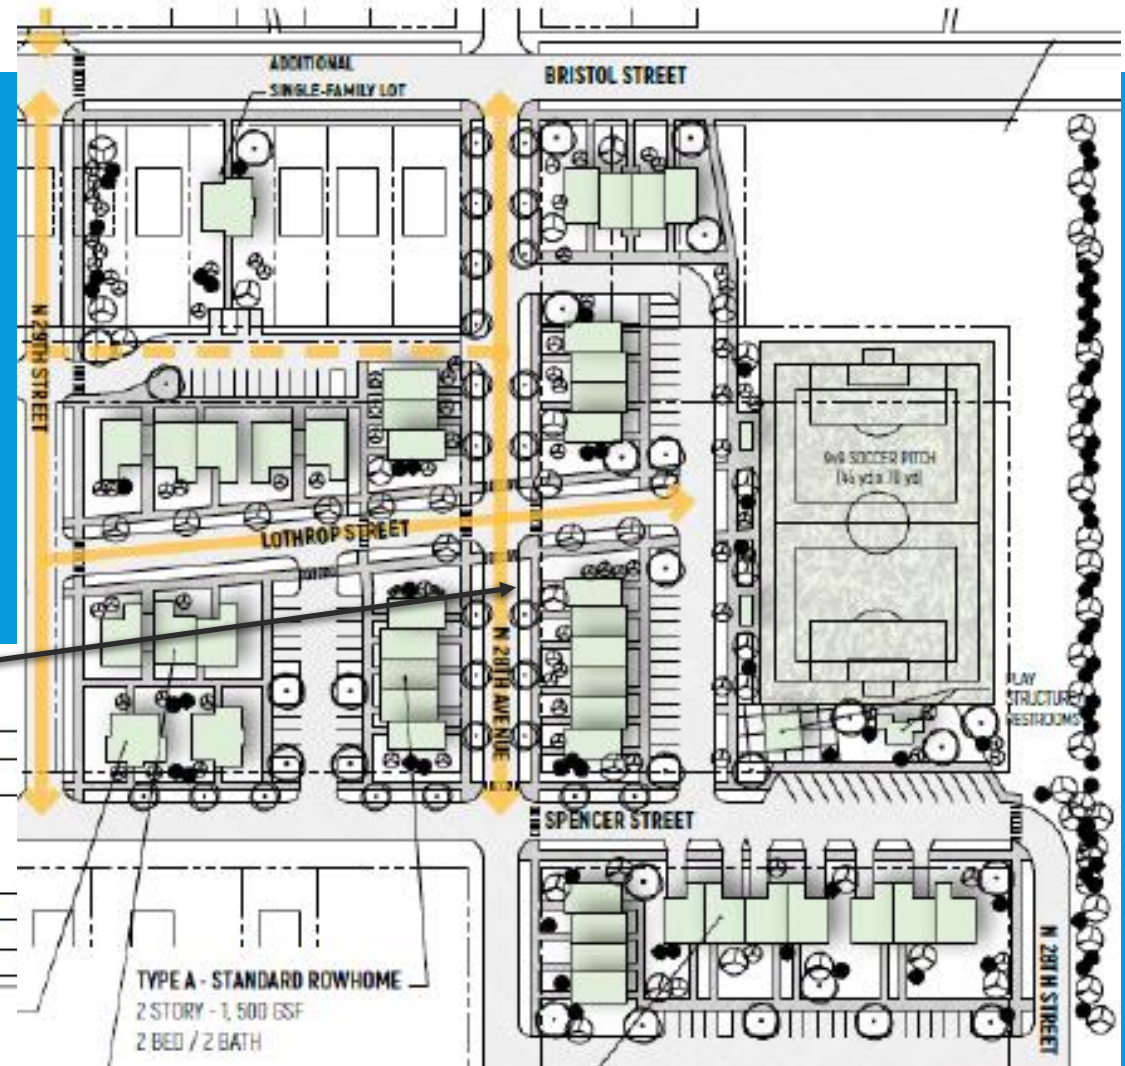 ADDITIONAL
SINGLE-FAMILY LOT
BRISTOL STREET
N 29TH STREET
9v9 SOCCER PITCH
LOTHROP STREET
N 28TH AVENUE
PLAY
STRUCTURE/
RESTROOMS
SPENCER STREET
N 28TH STREET
TYPE A - STANDARD ROWHOME
2 STORY - 1,500 GSF
2 BED / 2 BATH